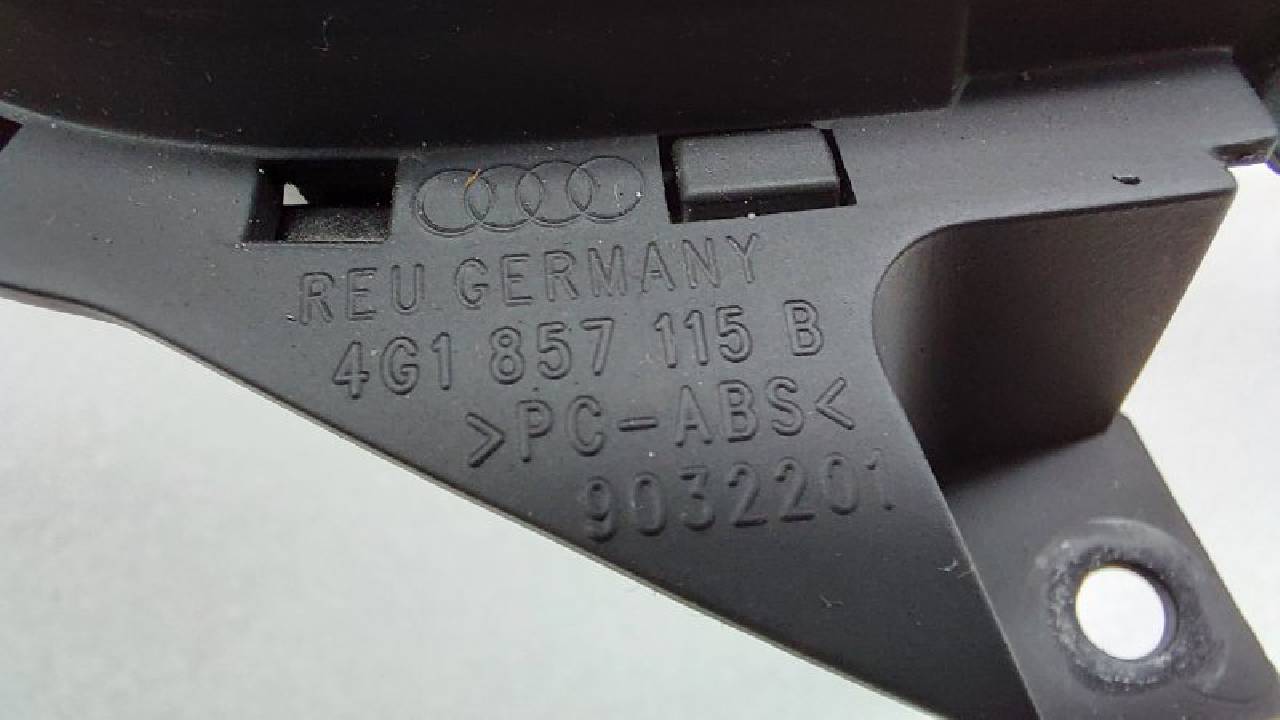 REU GERMANY
4G1 857 115 B
>PC-ABS<
9032201